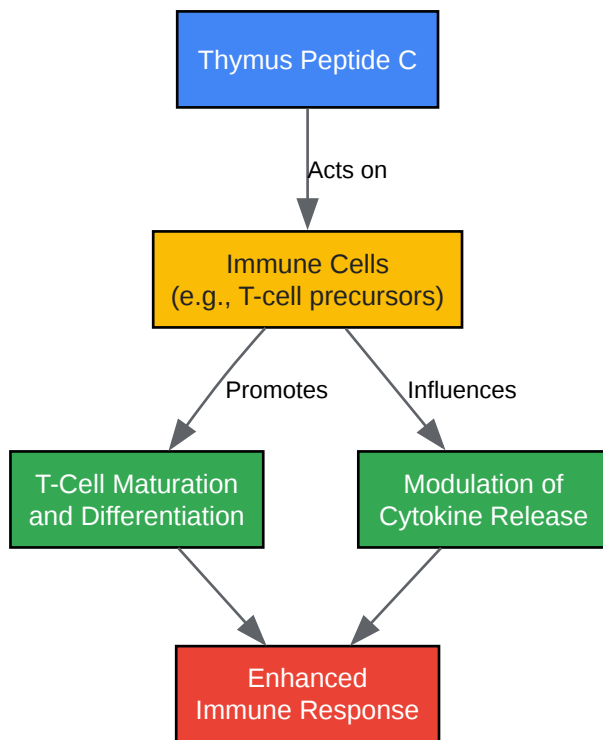 Thymus Peptide C
Acts on
Immune Cells
(e.g., T-cell precursors)
Promotes
Influences
T-Cell Maturation
and Differentiation
Modulation of
Cytokine Release
Enhanced
Immune Response